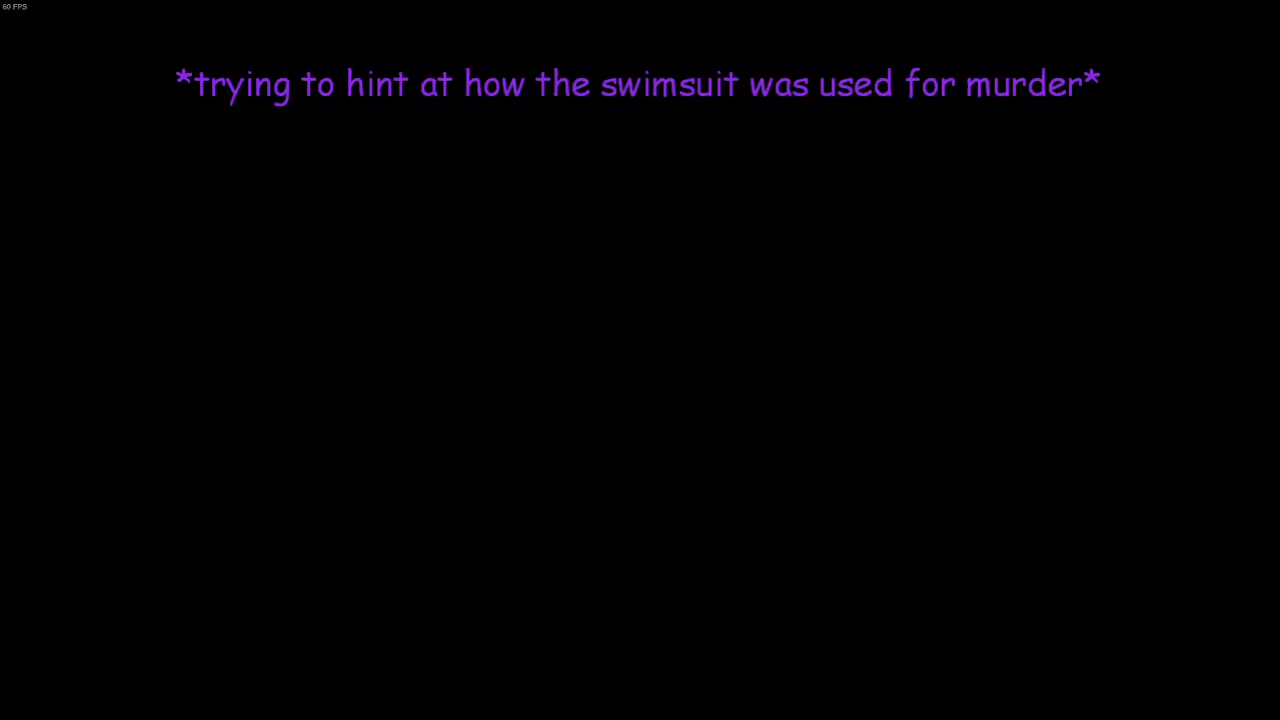 60 FPS
*trying to hint at how the swimsuit was used for murder*